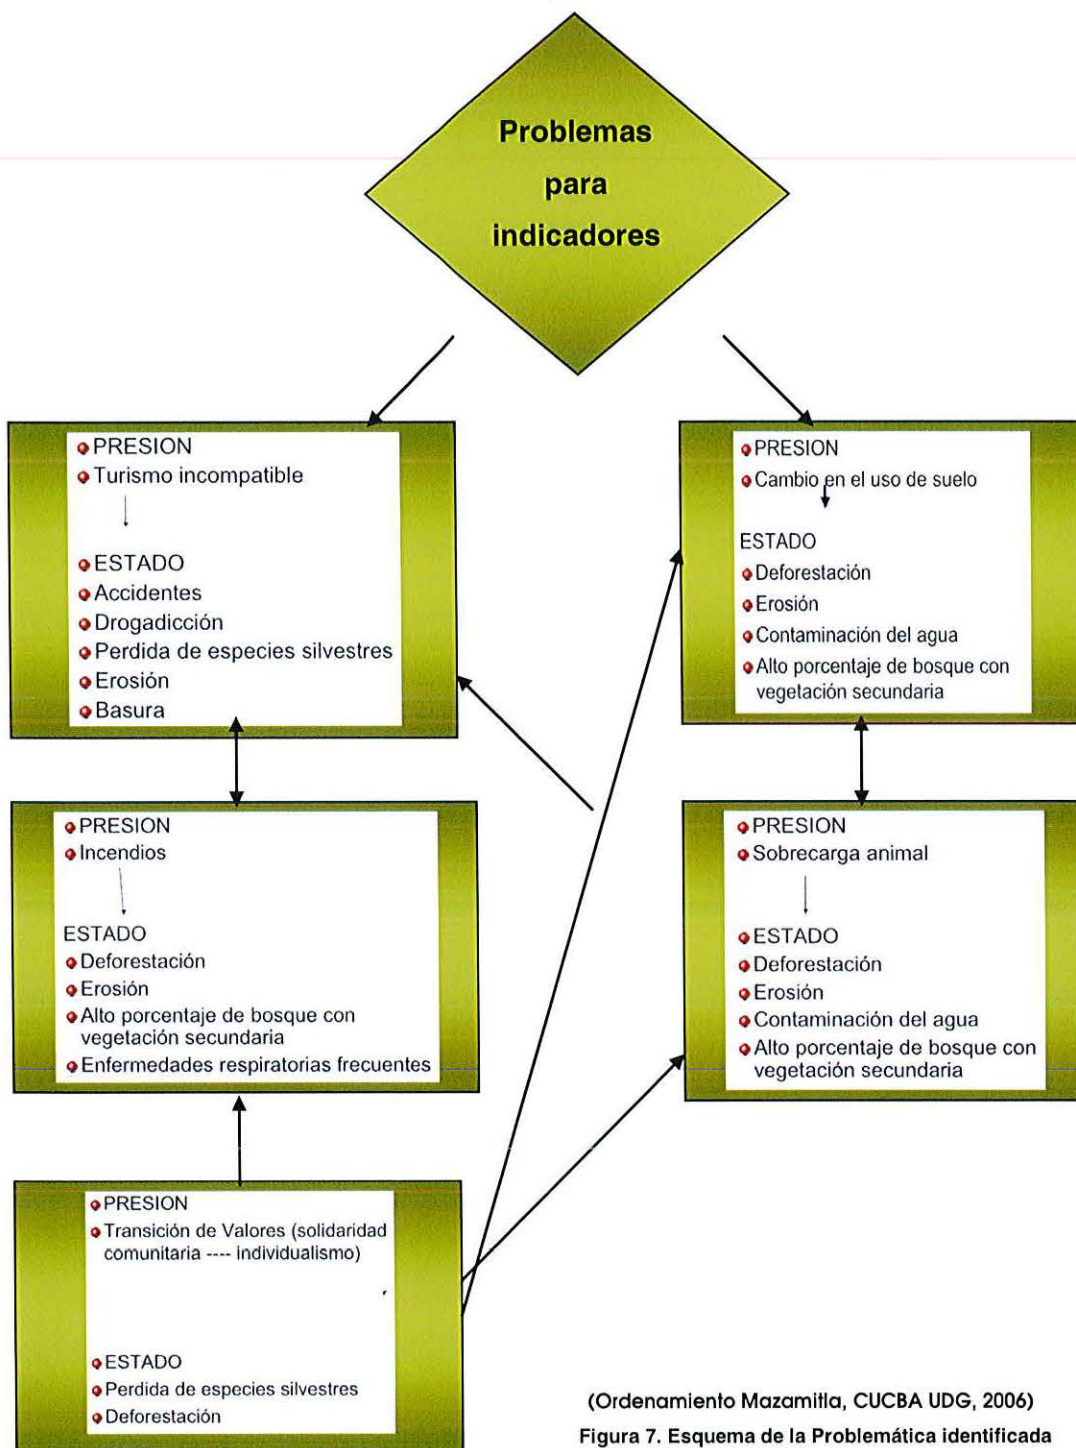 Problemas
para
indicadores
PRESION
Turismo incompatible
ESTADO
Accidentes
Drogadicción
Perdida de especies silvestres
Erosión
Basura
PRESION
Cambio en el uso de suelo
ESTADO
Deforestación
Erosión
Contaminación del agua
Alto porcentaje de bosque con
vegetación secundaria
PRESION
Incendios
ESTADO
Deforestación
Erosión
Alto porcentaje de bosque con
vegetación secundaria
Enfermedades respiratorias frecuentes
PRESION
Sobrecarga animal
ESTADO
Deforestación
Erosión
Contaminación del agua
Alto porcentaje de bosque con
vegetación secundaria
PRESION
Transición de Valores (solidaridad
comunitaria ---- individualismo)
ESTADO
Perdida de especies silvestres
Deforestación
(Ordenamiento Mazamitla, CUCBA UDG, 2006)
Figura 7. Esquema de la Problemática identificada